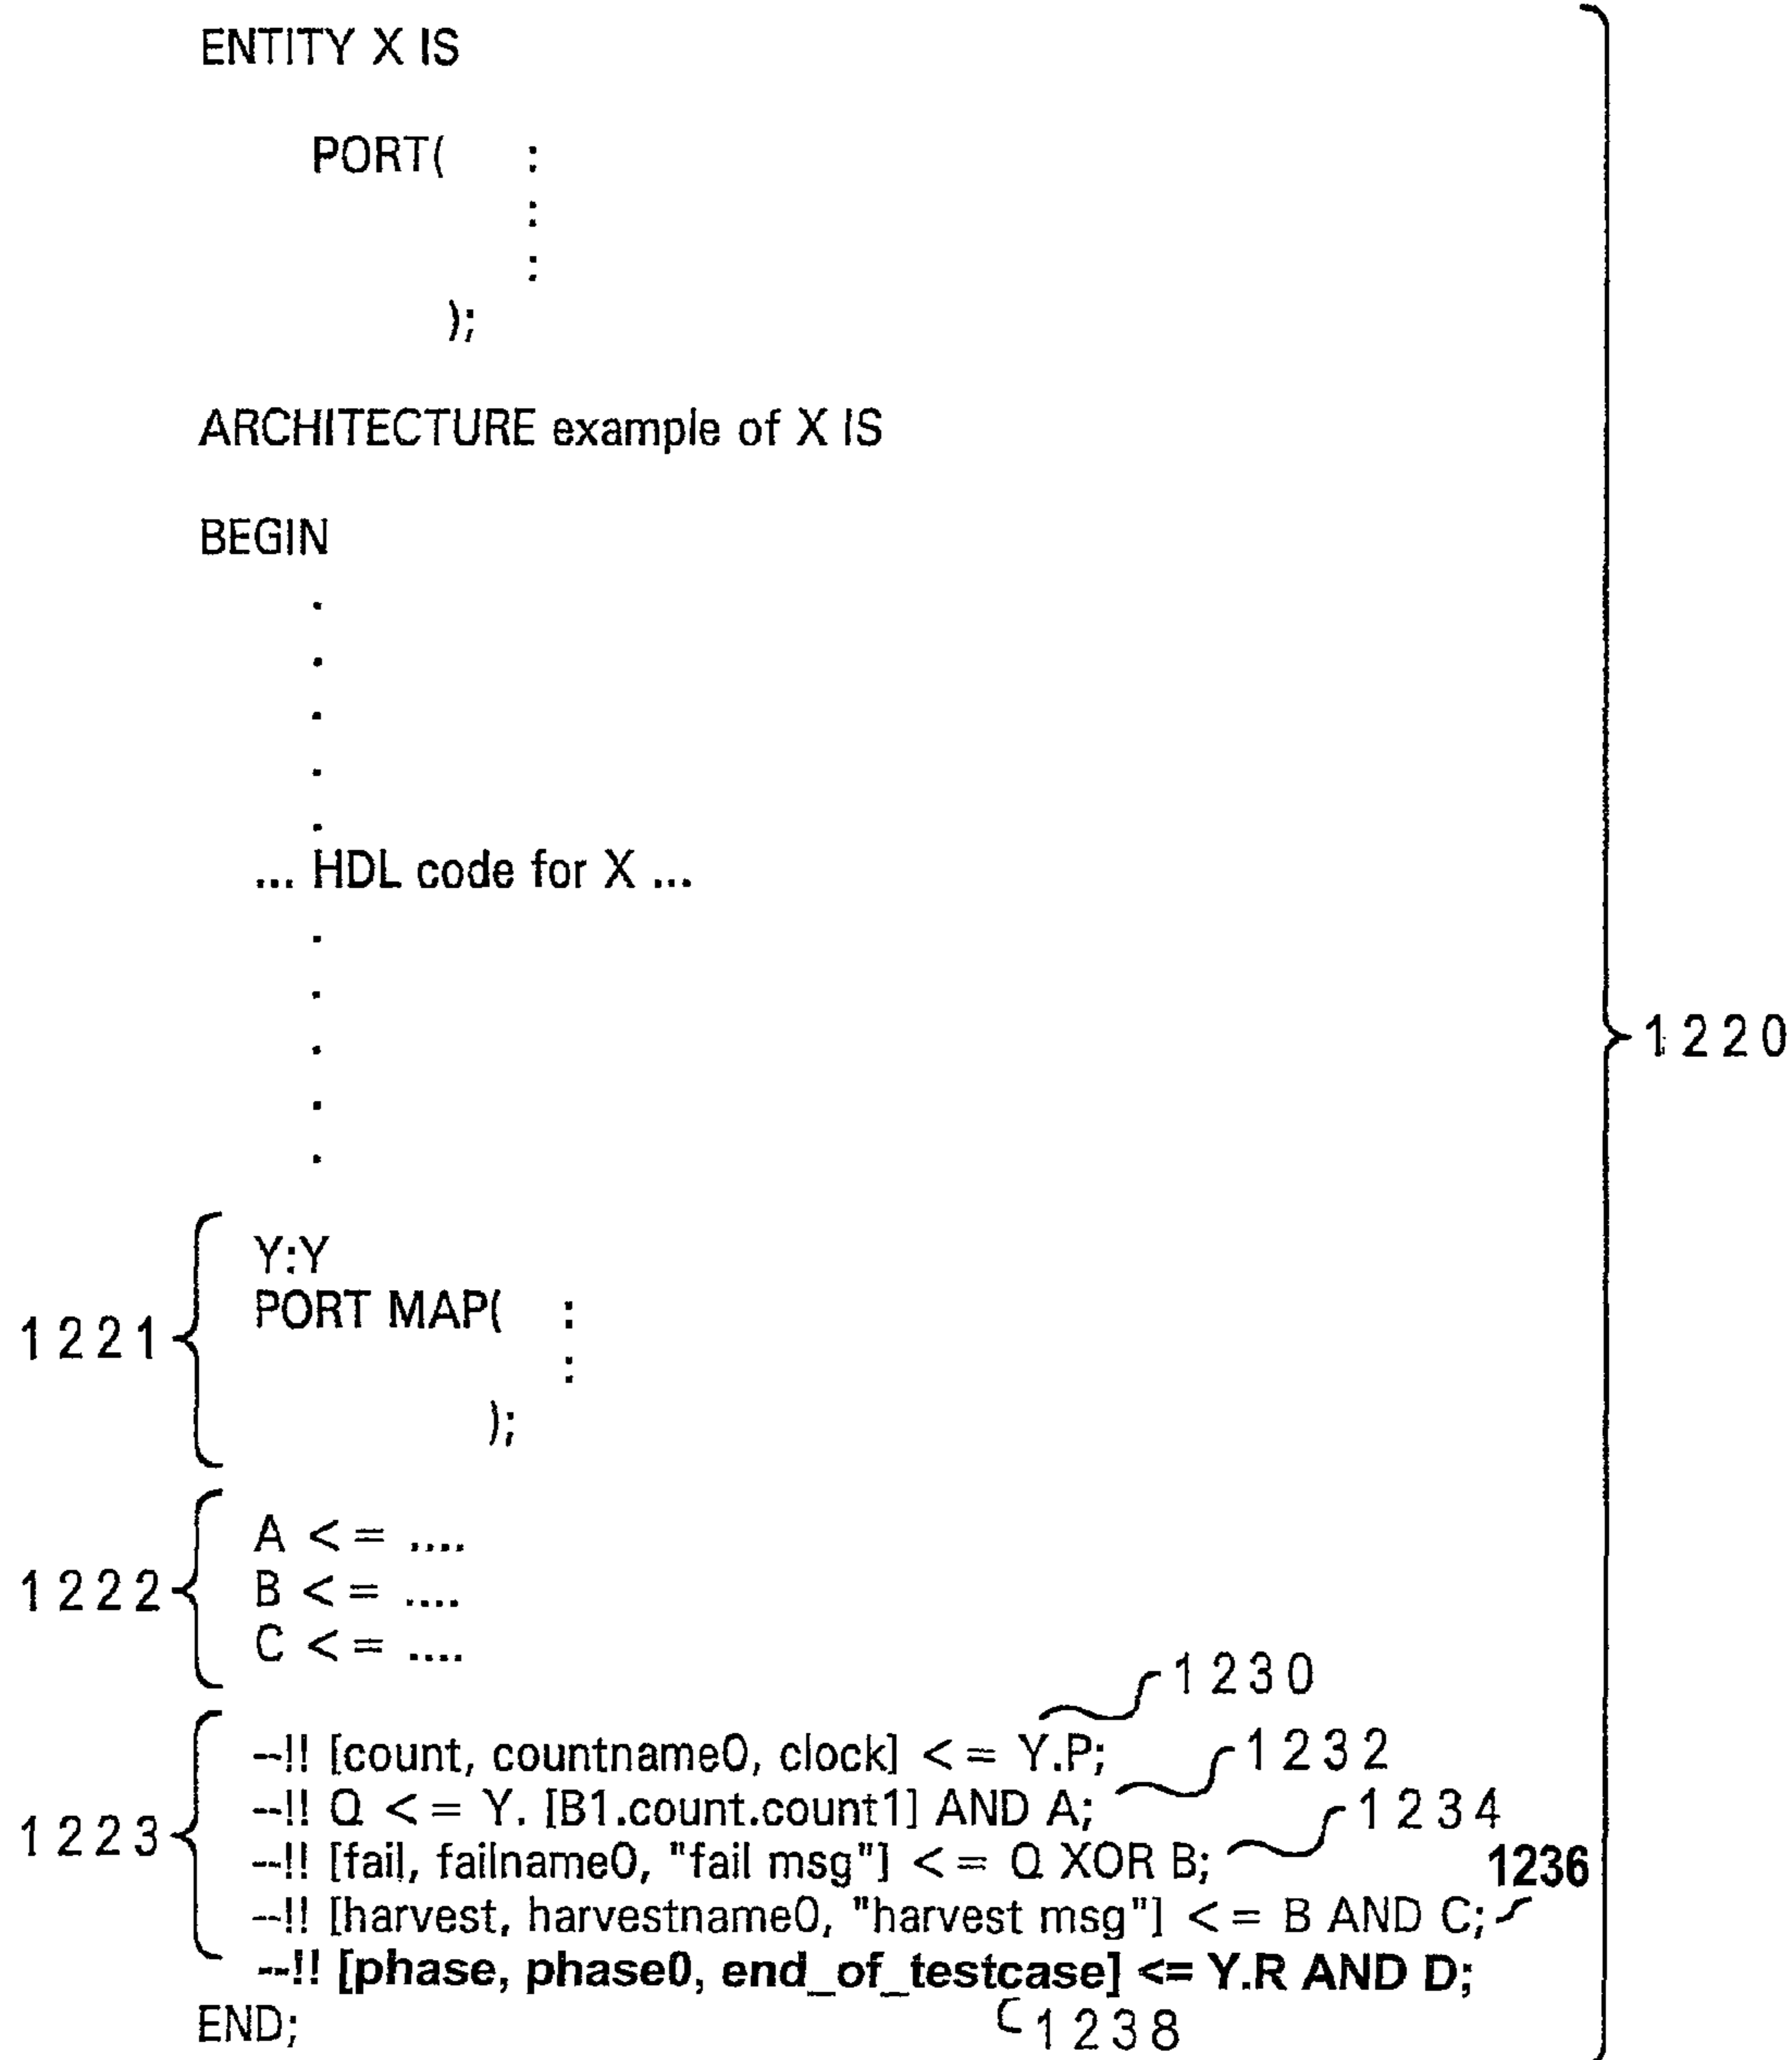 ENTITY X IS
PORT( :
:
:
);
ARCHITECTURE example of X IS
BEGIN
.
.
.
.
.
... HDL code for X ...
.
.
.
.
.
1220
Y:Y
PORT MAP( :
:
);
1221
A < = ....
B < = ....
C < = ....
1222
1230
--!! [count, countname0, clock] < = Y.P;
1232
--!! Q < = Y. [B1.count.count1] AND A;
1234
1223
--!! [fail, failname0, "fail msg"] < = Q XOR B;
1236
--!! [harvest, harvestname0, "harvest msg"] < = B AND C;
--!! [phase, phase0, end_of_testcase] <= Y.R AND D;
END;
1238